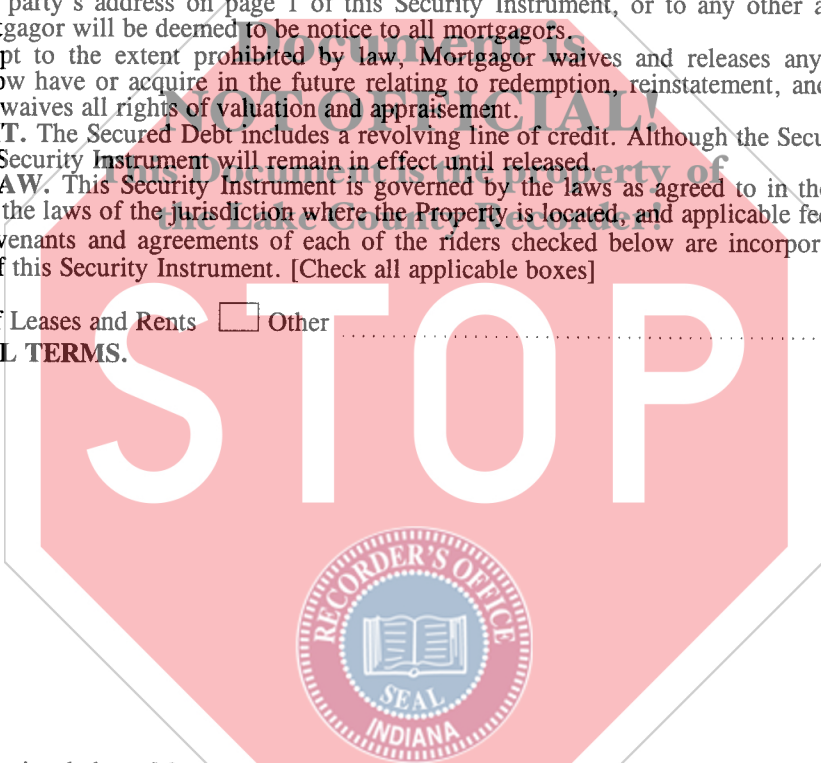 party's address on page 1 of this Security Instrument, or to any other a
gagor will be deemed to be notice to all mortgagors.
pt to the extent prohibited by law, Mortgagor waives and releases any
ow have or acquire in the future relating to redemption, reinstatement, and
waives all rights of valuation and appraisement.
T. The Secured Debt includes a revolving line of credit. Although the Secu
Security Instrument will remain in effect until released.
AW. This Security Instrument is governed by the laws as agreed to in the
the laws of the jurisdiction where the Property is located, and applicable fe
venants and agreements of each of the riders checked below are incorpor
f this Security Instrument. [Check all applicable boxes]
f Leases and Rents Other
L TERMS.
Document is
NOT OFFICIAL!
This Document is the property of
the Lake County Recorder!
STOP
RECORDER'S OFFICE
SEAL
INDIANA